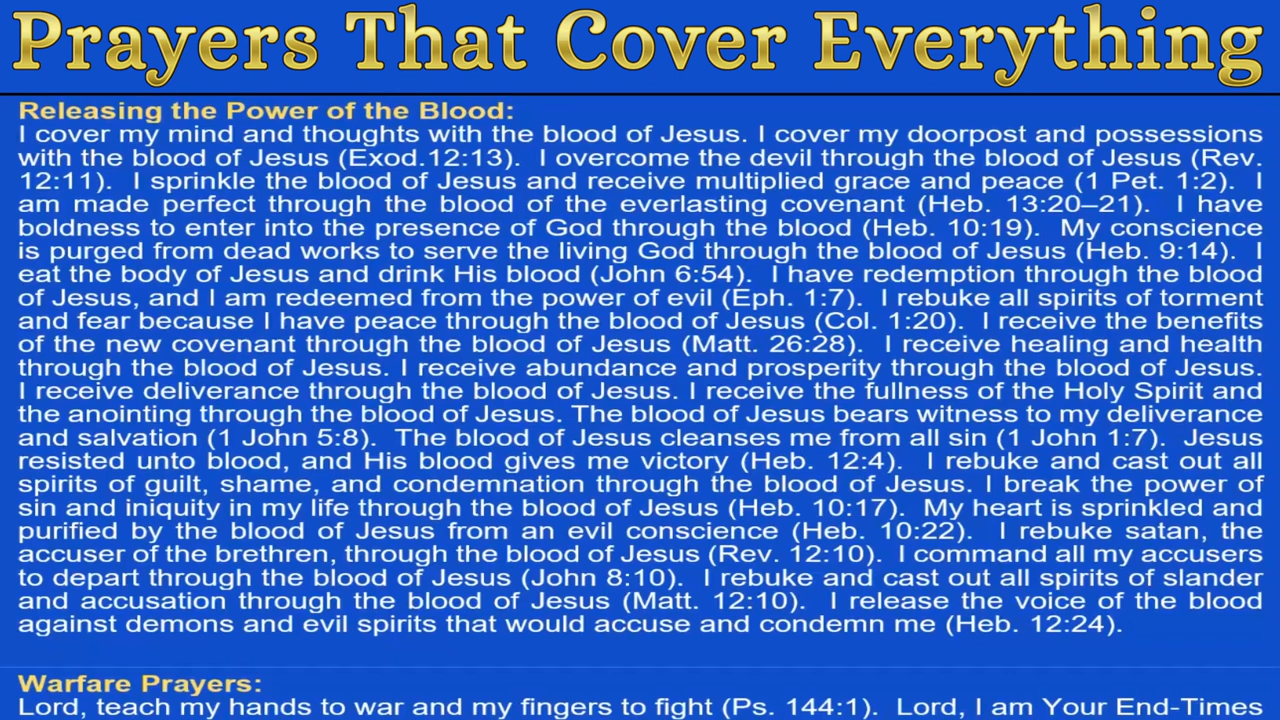 Prayers That Cover Everything
Releasing the Power of the Blood:
I cover my mind and thoughts with the blood of Jesus. I cover my doorpost and possessions
with the blood of Jesus (Exod.12:13). I overcome the devil through the blood of Jesus (Rev.
12:11). I sprinkle the blood of Jesus and receive multiplied grace and peace (1 Pet. 1:2). I
am made perfect through the blood of the everlasting covenant (Heb. 13:20–21). I have
boldness to enter into the presence of God through the blood (Heb. 10:19). My conscience
is purged from dead works to serve the living God through the blood of Jesus (Heb. 9:14). I
eat the body of Jesus and drink His blood (John 6:54). I have redemption through the blood
of Jesus, and I am redeemed from the power of evil (Eph. 1:7). I rebuke all spirits of torment
and fear because I have peace through the blood of Jesus (Col. 1:20). I receive the benefits
of the new covenant through the blood of Jesus (Matt. 26:28). I receive healing and health
through the blood of Jesus. I receive abundance and prosperity through the blood of Jesus.
I receive deliverance through the blood of Jesus. I receive the fullness of the Holy Spirit and
the anointing through the blood of Jesus. The blood of Jesus bears witness to my deliverance
and salvation (1 John 5:8). The blood of Jesus cleanses me from all sin (1 John 1:7). Jesus
resisted unto blood, and His blood gives me victory (Heb. 12:4). I rebuke and cast out all
spirits of guilt, shame, and condemnation through the blood of Jesus. I break the power of
sin and iniquity in my life through the blood of Jesus (Heb. 10:17). My heart is sprinkled and
purified by the blood of Jesus from an evil conscience (Heb. 10:22). I rebuke satan, the
accuser of the brethren, through the blood of Jesus (Rev. 12:10). I command all my accusers
to depart through the blood of Jesus (John 8:10). I rebuke and cast out all spirits of slander
and accusation through the blood of Jesus (Matt. 12:10). I release the voice of the blood
against demons and evil spirits that would accuse and condemn me (Heb. 12:24).
Warfare Prayers:
Lord, teach my hands to war and my fingers to fight (Ps. 144:1). Lord, I am Your End-Times